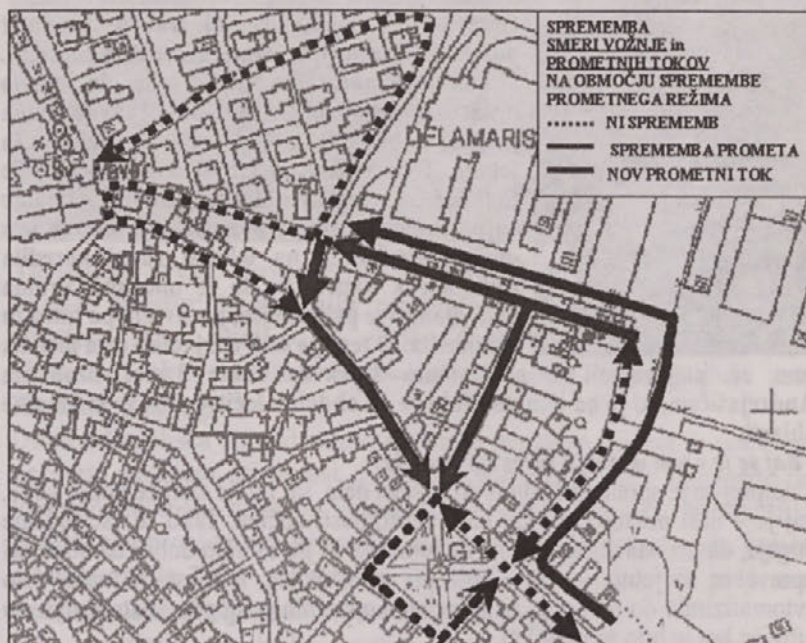 SPREMEMBA
SMERI VOŽNJE in
PROMETNIH TOKOV
NA OBMOČJU SPREMEMBE
PROMETNEGA REŽIMA
NI SPREMEMB
SPREMEMBA PROMETA
NOV PROMETNI TOK
DELAMARIS